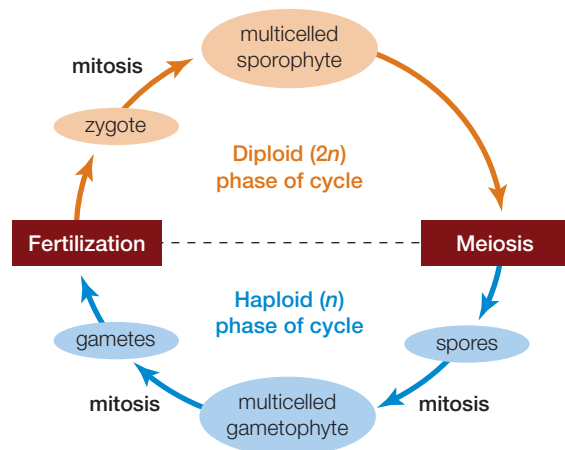 multicelled
sporophyte
mitosis
zygote
Diploid (2n)
phase of cycle
Fertilization
Meiosis
Haploid (n)
phase of cycle
gametes
spores
mitosis
multicelled
gametophyte
mitosis